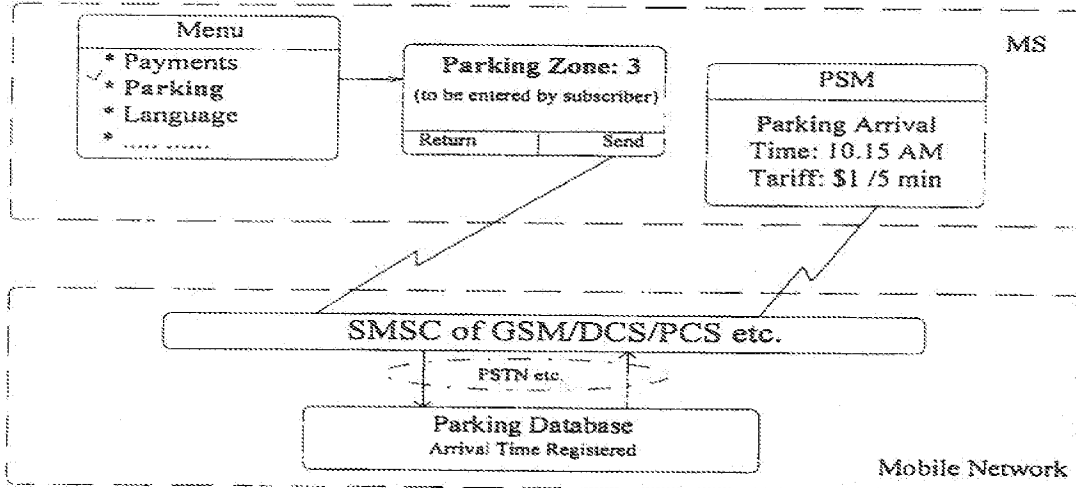 Menu
* Payments
* Parking
* Language
* ..... ......
Parking Zone: 3
(to be entered by subscriber)
Return
Send
MS
PSM
Parking Arrival
Time: 10.15 AM
Tariff: $1 /5 min
SMSC of GSM/DCS/PCS etc.
PSTN etc.
Parking Database
Arrival Time Registered
Mobile Network